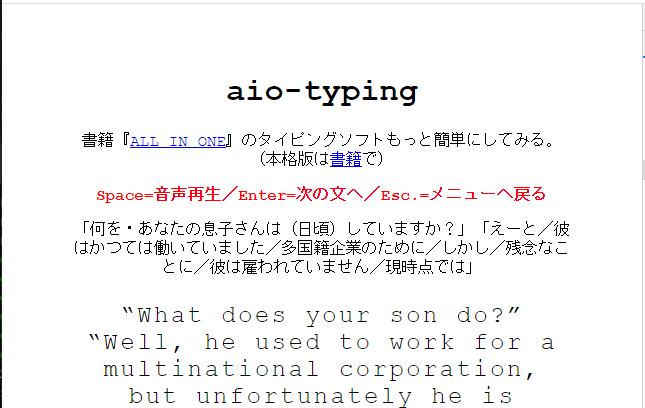 aio-typing
書籍『ALL IN ONE』のタイピングソフトもっと簡単にしてみる。
（本格版は書籍で）
Space=音声再生／Enter=次の文へ／Esc.=メニューへ戻る
「何を・あなたの息子さんは（日頃）していますか？」「えーと／彼
はかつては働いていました／多国籍企業のために／しかし／残念なこ
とに／彼は雇われていません／現時点では」
“What does your son do?”
“Well, he used to work for a
multinational corporation,
but unfortunately he is